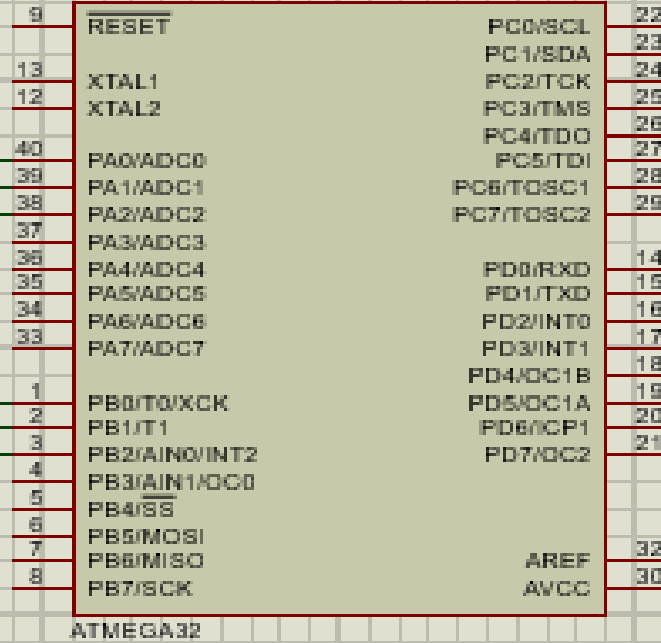 9 RESET PC0/SCL 22
PC1/SDA 23
13 XTAL1 PC2/TCK 24
12 XTAL2 PC3/TMS 25
PC4/TDO 26
40 PA0/ADC0 PC5/TDI 27
39 PA1/ADC1 PC6/TOSC1 28
38 PA2/ADC2 PC7/TOSC2 29
37 PA3/ADC3
36 PA4/ADC4 PD0/RXD 14
35 PA5/ADC5 PD1/TXD 15
34 PA6/ADC6 PD2/INT0 16
33 PA7/ADC7 PD3/INT1 17
PD4/OC1B 18
1 PB0/T0/XCK PD5/OC1A 19
2 PB1/T1 PD6/ICP1 20
3 PB2/AIN0/INT2 PD7/OC2 21
4 PB3/AIN1/OC0
5 PB4/SS
6 PB5/MOSI
7 PB6/MISO AREF 32
8 PB7/SCK AVCC 30
ATMEGA32